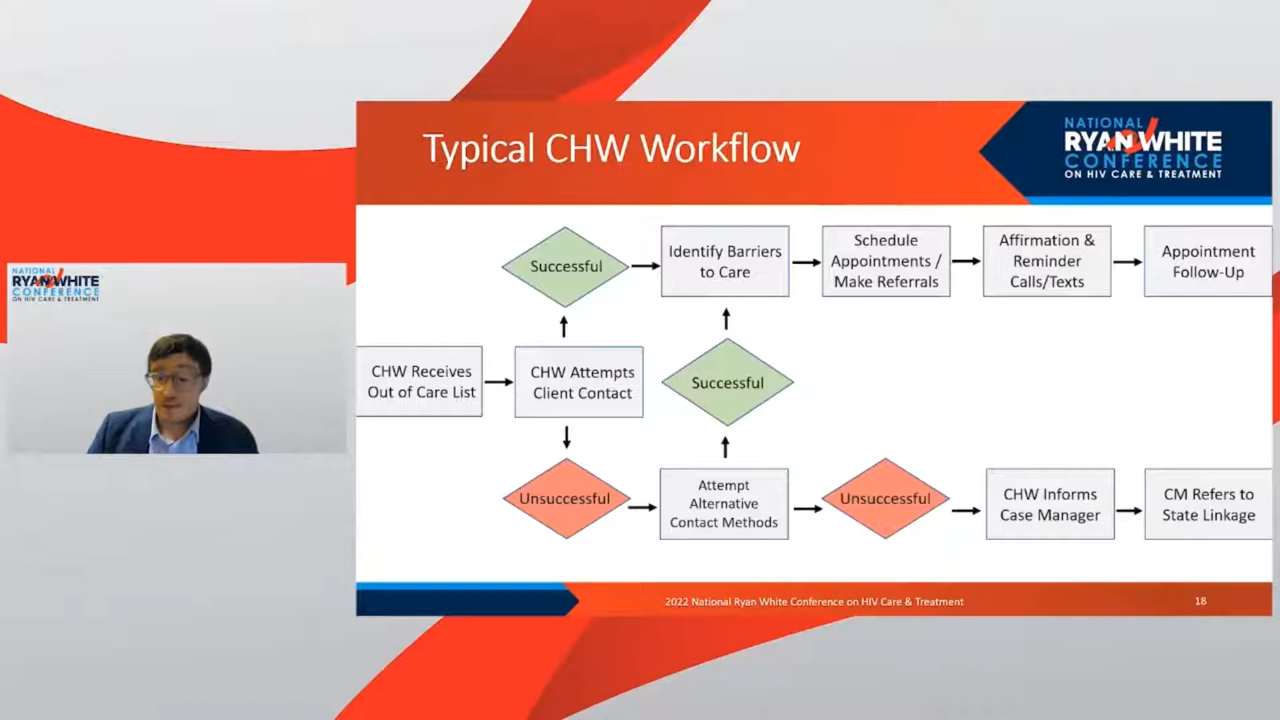 NATIONAL
RYAN WHITE
CONFERENCE
ON HIV CARE & TREATMENT
Typical CHW Workflow
NATIONAL
RYAN WHITE
CONFERENCE
ON HIV CARE & TREATMENT
Successful
Identify Barriers
to Care
Schedule
Appointments /
Make Referrals
Affirmation &
Reminder
Calls/Texts
Appointment
Follow-Up
CHW Receives
Out of Care List
CHW Attempts
Client Contact
Successful
Unsuccessful
Attempt
Alternative
Contact Methods
Unsuccessful
CHW Informs
Case Manager
CM Refers to
State Linkage
2022 National Ryan White Conference on HIV Care & Treatment
18